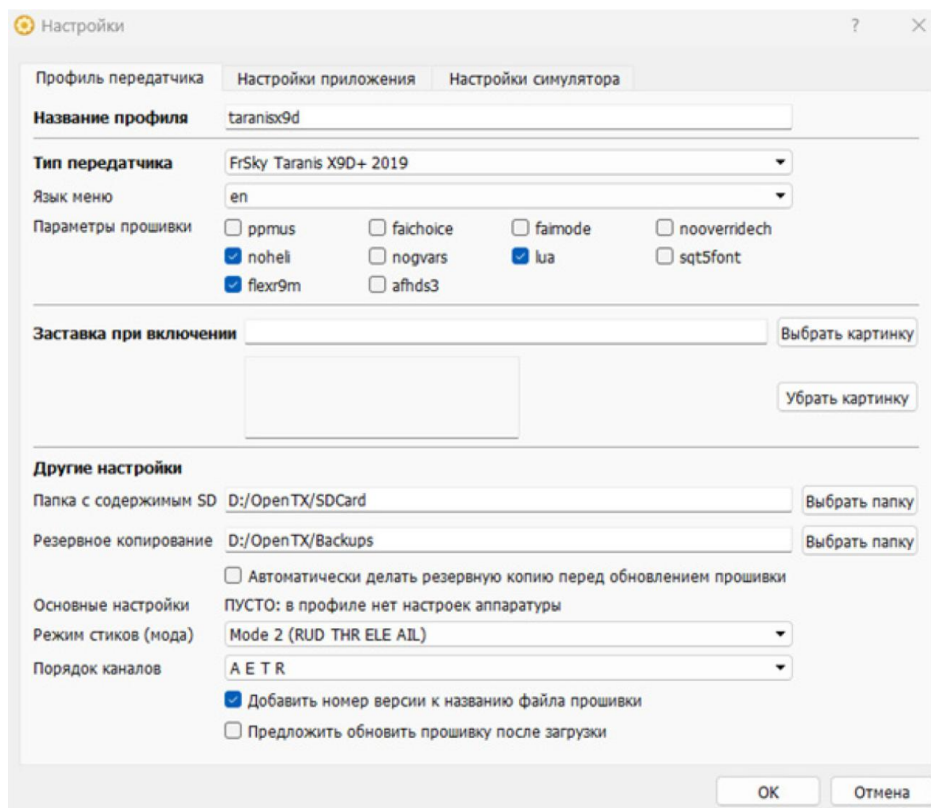 Настройки ?
Профиль передатчика Настройки приложения Настройки симулятора
Название профиля taranisx9d
Тип передатчика FrSky Taranis X9D+ 2019
Язык меню en
Параметры прошивки ppmus faichoice faimode nooverridech
noheli nogvars lua sqt5font
flexr9m afhds3
Заставка при включении Выбрать картинку
Убрать картинку
Другие настройки
Папка с содержимым SD D:/OpenTX/SDCard Выбрать папку
Резервное копирование D:/OpenTX/Backups Выбрать папку
Автоматически делать резервную копию перед обновлением прошивки
Основные настройки ПУСТО: в профиле нет настроек аппаратуры
Режим стиков (мода) Mode 2 (RUD THR ELE AIL)
Порядок каналов A E T R
Добавить номер версии к названию файла прошивки
Предложить обновить прошивку после загрузки
OK Отмена